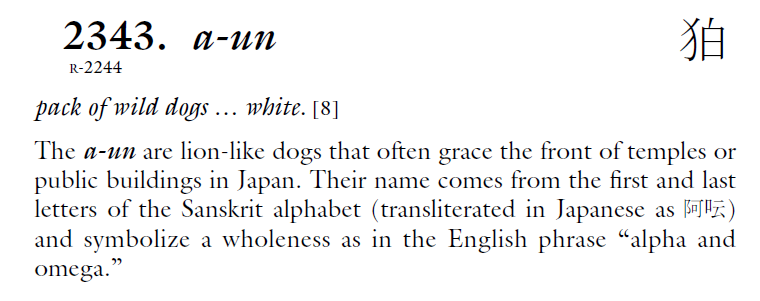 2343. a-un 狛
R-2244
pack of wild dogs … white. [8]
The a-un are lion-like dogs that often grace the front of temples or
public buildings in Japan. Their name comes from the first and last
letters of the Sanskrit alphabet (transliterated in Japanese as 阿呍)
and symbolize a wholeness as in the English phrase “alpha and
omega.”